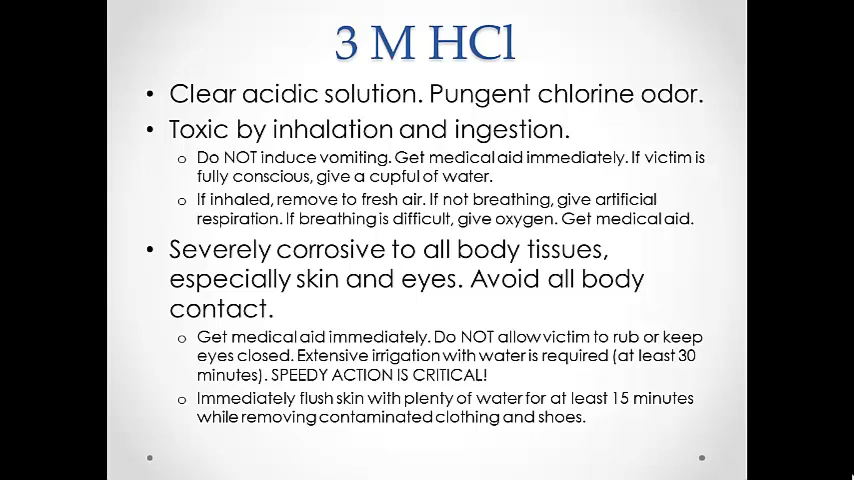 3 M HCl
• Clear acidic solution. Pungent chlorine odor.
• Toxic by inhalation and ingestion.
o Do NOT induce vomiting. Get medical aid immediately. If victim is
fully conscious, give a cupful of water.
o If inhaled, remove to fresh air. If not breathing, give artificial
respiration. If breathing is difficult, give oxygen. Get medical aid.
• Severely corrosive to all body tissues,
especially skin and eyes. Avoid all body
contact.
o Get medical aid immediately. Do NOT allow victim to rub or keep
eyes closed. Extensive irrigation with water is required (at least 30
minutes). SPEEDY ACTION IS CRITICAL!
o Immediately flush skin with plenty of water for at least 15 minutes
while removing contaminated clothing and shoes.